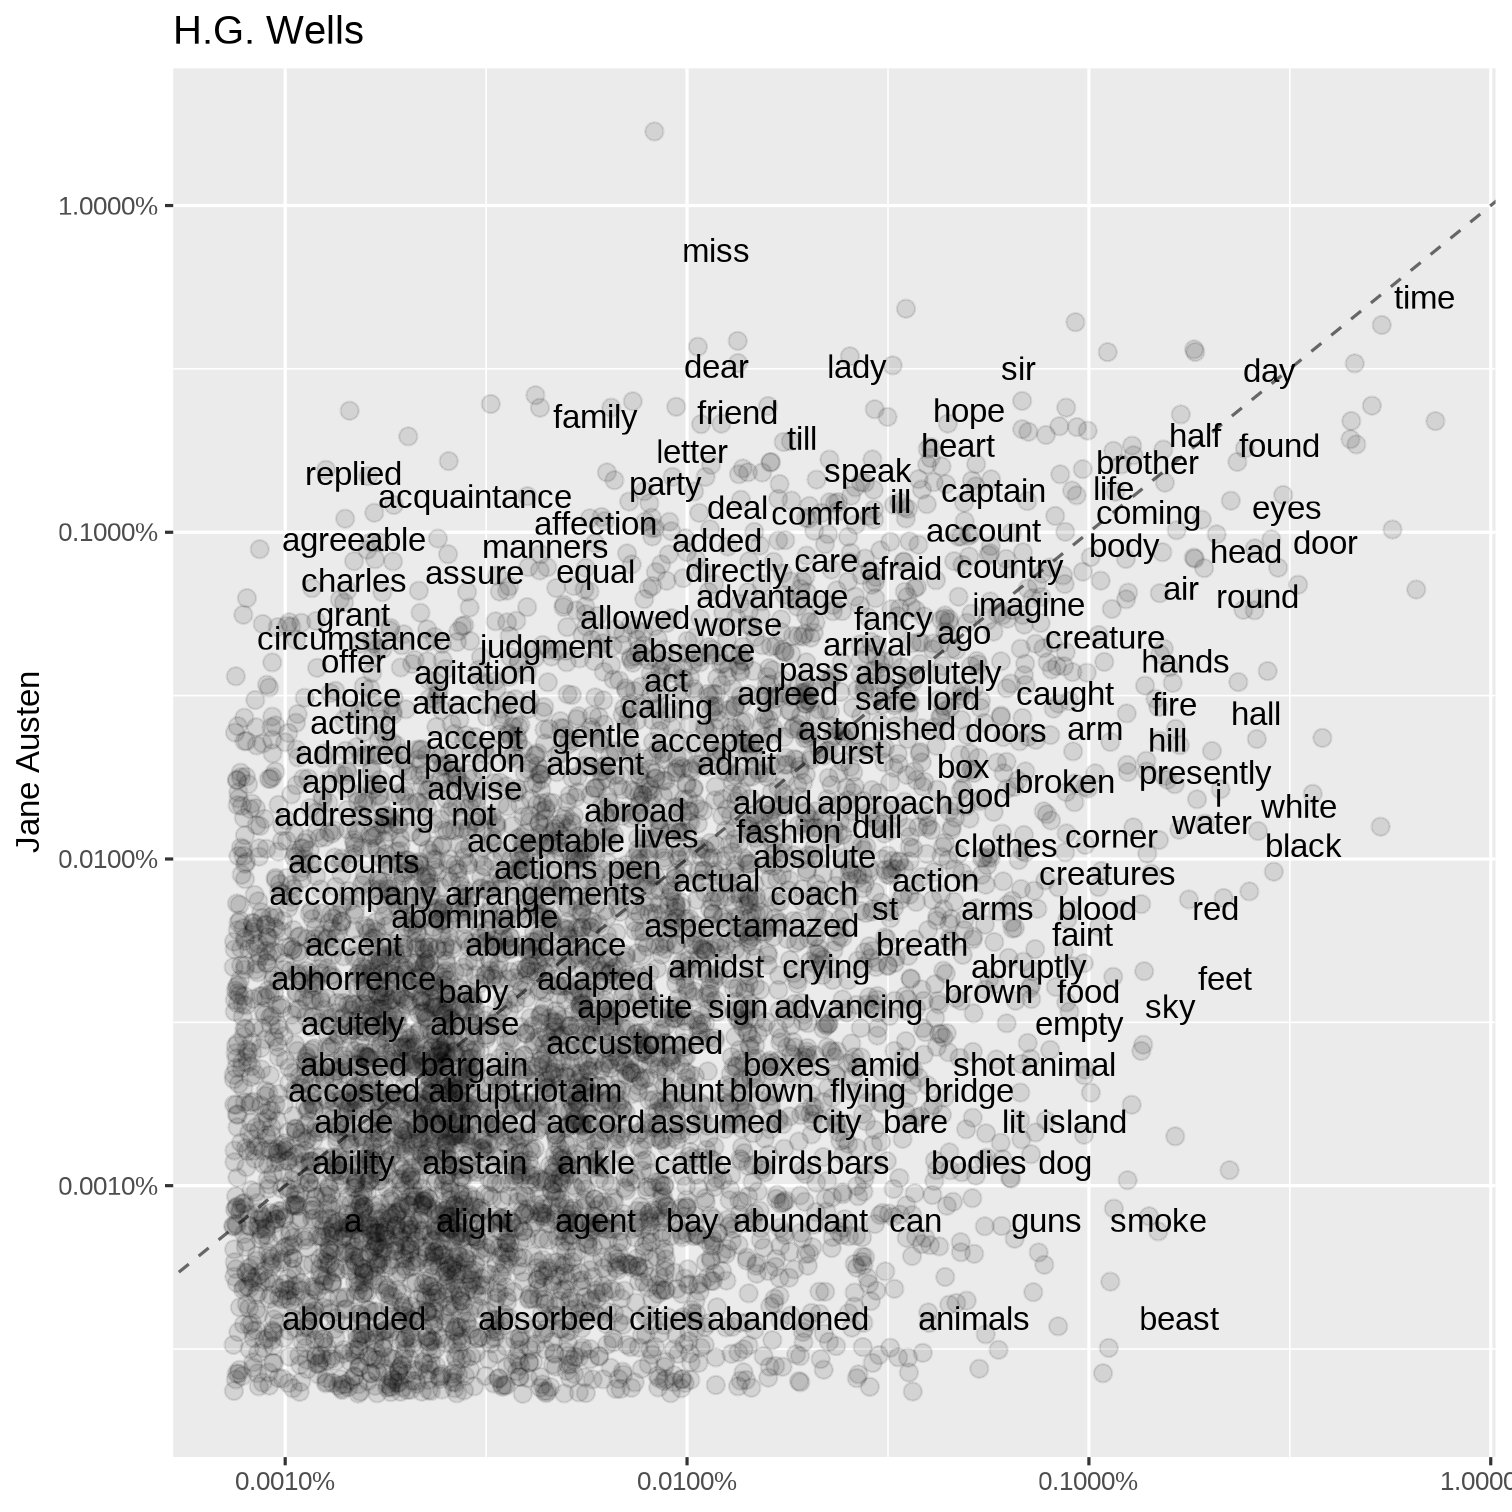 H.G. Wells
1.0000%
miss
time
dear lady sir day
family friend hope
letter till heart half found
replied party speak brother
acquaintance deal comfort ill captain life
affection account coming eyes
agreeable manners added body head door
charles assure equal directly care afraid country air round
0.1000%
grant allowed advantage fancy imagine
circumstance judgment absence worse arrival ago creature
offer agitation act pass absolutely hands
choice attached calling agreed safe lord caught fire hall
acting accept gentle accepted astonished doors arm hill
admired pardon absent admit burst box presently
applied advise abroad aloud approach god broken i white
addressing not lives fashion dull water
acceptable clothes corner black
Jane Austen
0.0100%
accounts actions pen absolute creatures
accompany arrangements actual coach action
abominable aspect amazed st arms blood red
accent abundance breath faint
abhorrence adapted amidst crying abruptly feet
baby appetite sign advancing brown food sky
acutely abuse accustomed empty
abused bargain boxes amid shot animal
accosted abrupt riot aim hunt blown flying bridge
abide bounded accord assumed city bare lit island
ability abstain ankle cattle birds bars bodies dog
0.0010%
a alight agent bay abundant can guns smoke
abounded absorbed cities abandoned animals beast
0.0010% 0.0100% 0.1000% 1.0000